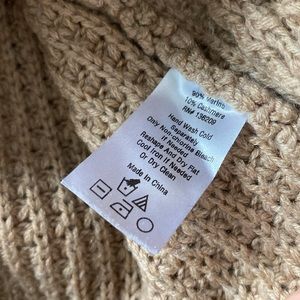 90% Merino
10% Cashmere
RN# 136209
Hand Wash Cold
Separately
Only Non-chlorine Bleach
If Needed
Reshape And Dry Flat
Cool Iron If Needed
Or Dry Clean
Made In China